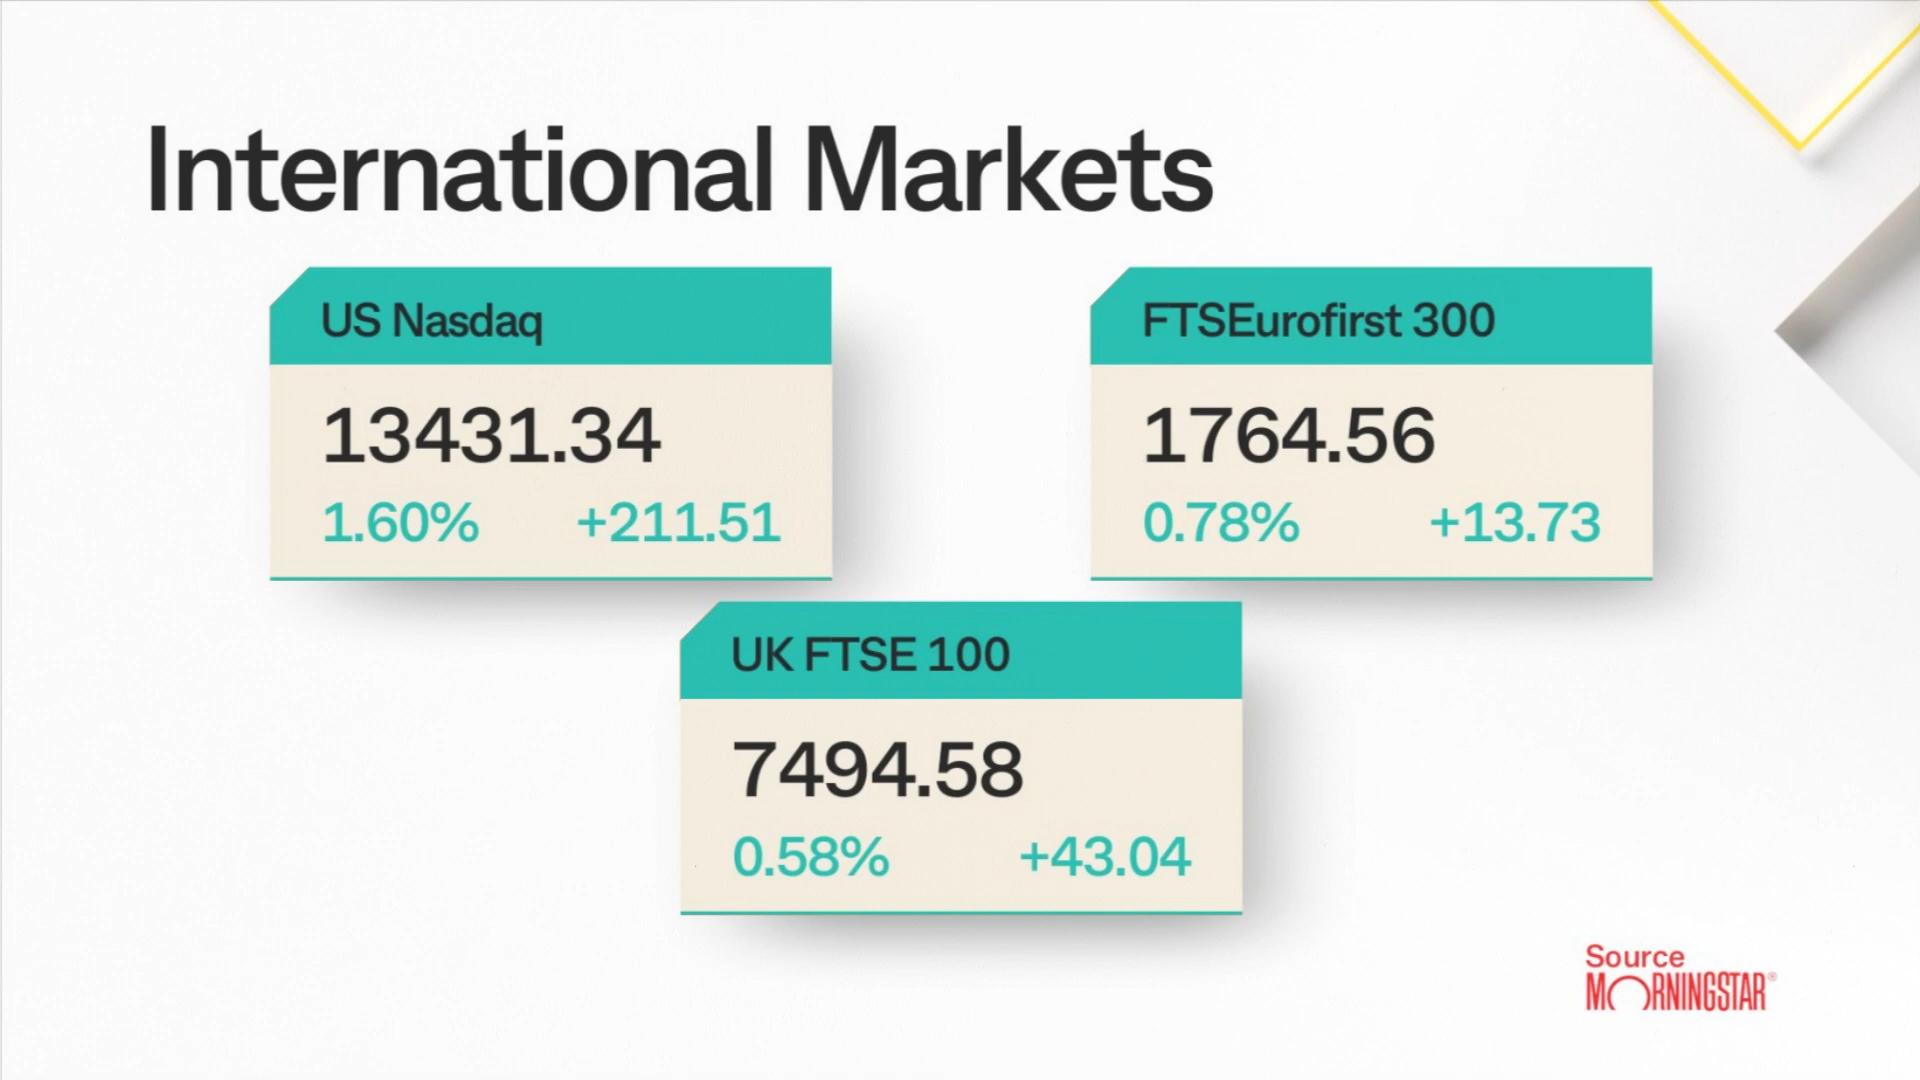 International Markets
US Nasdaq
13431.34
1.60% +211.51
FTSEurofirst 300
1764.56
0.78% +13.73
UK FTSE 100
7494.58
0.58% +43.04
Source
MORNINGSTAR®